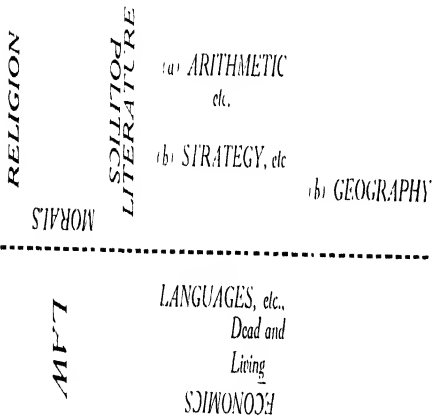 RELIGION
POLITICS
LITERATURE
(a) ARITHMETIC
etc.
(b) STRATEGY, etc
(b) GEOGRAPHY
MORALS
LAW
LANGUAGES, etc.,
Dead and
Living
ECONOMICS